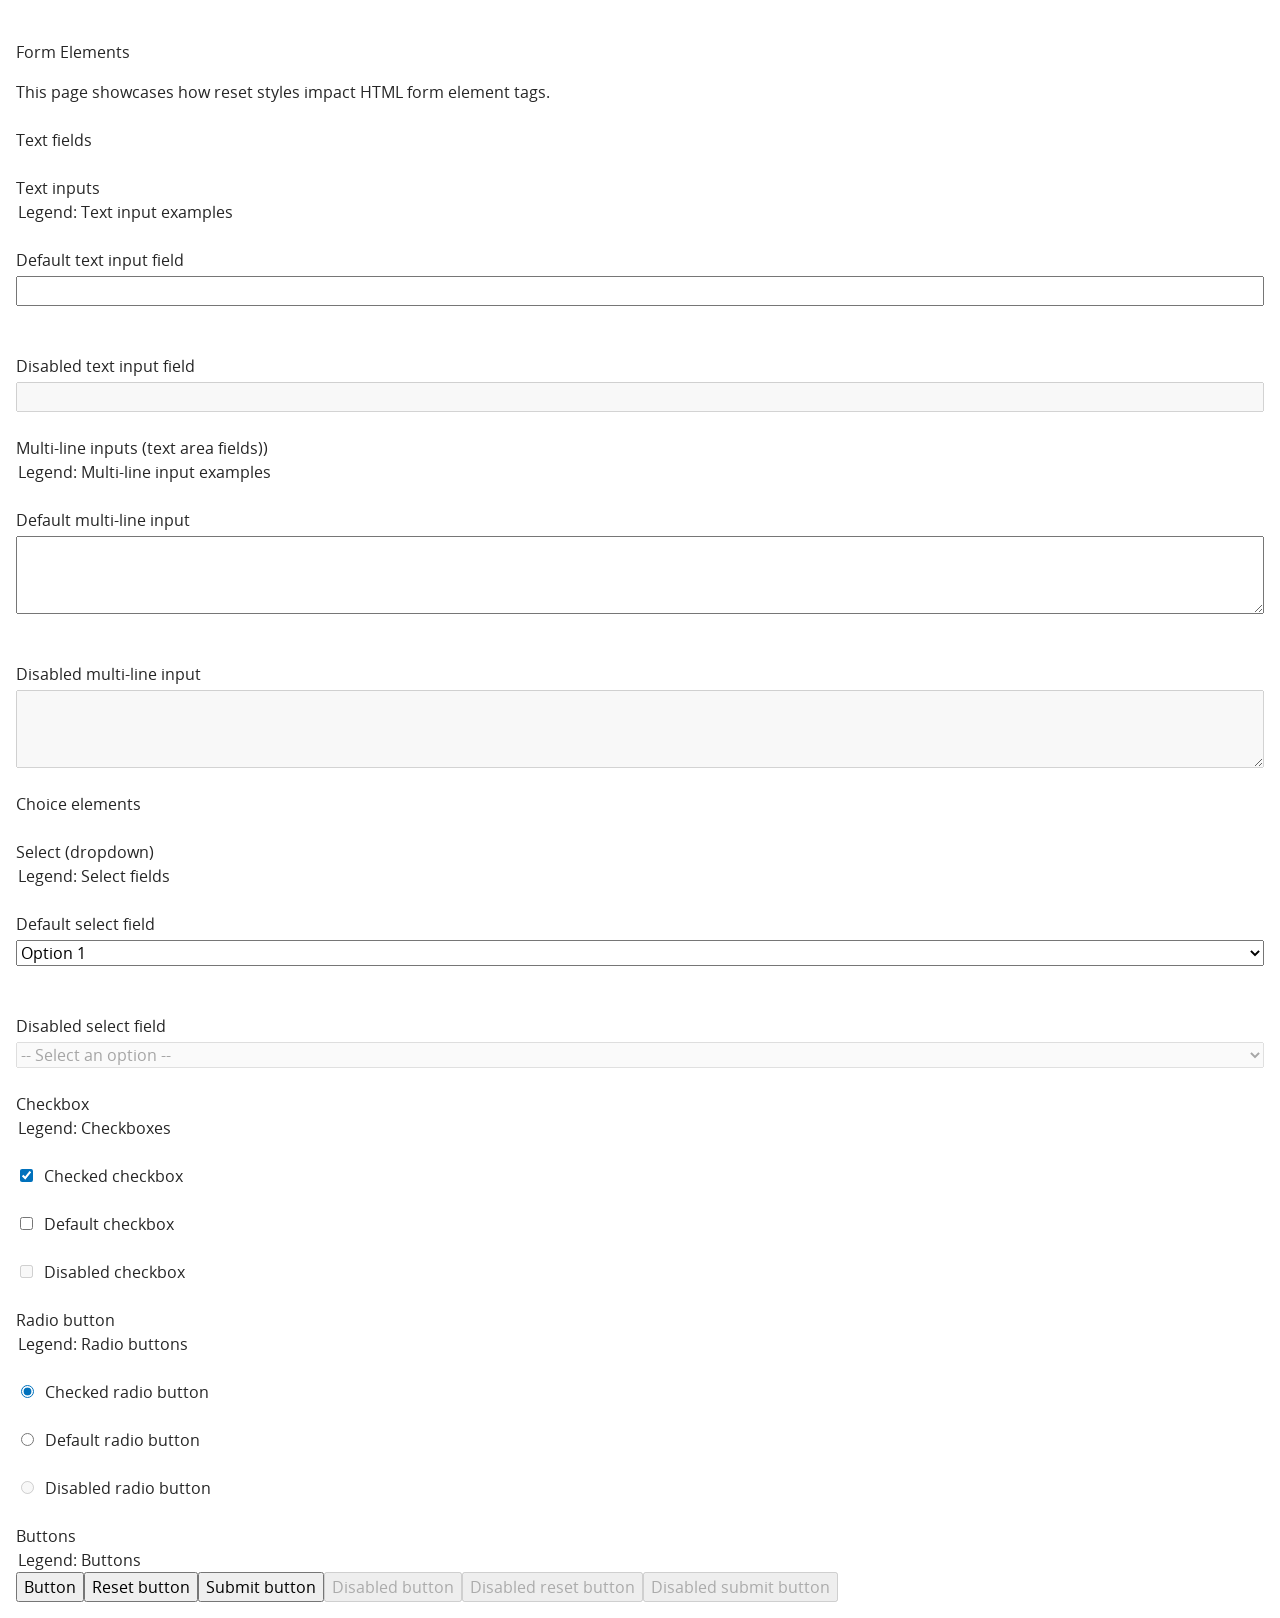 Form Elements
This page showcases how reset styles impact HTML form element tags.
Text fields
Text inputs
Legend: Text input examples
Default text input field
Disabled text input field
Multi-line inputs (text area fields))
Legend: Multi-line input examples
Default multi-line input
Disabled multi-line input
Choice elements
Select (dropdown)
Legend: Select fields
Default select field
Option 1
Disabled select field
-- Select an option --
Checkbox
Legend: Checkboxes
Checked checkbox
Default checkbox
Disabled checkbox
Radio button
Legend: Radio buttons
Checked radio button
Default radio button
Disabled radio button
Buttons
Legend: Buttons
Button Reset button Submit button Disabled button Disabled reset button Disabled submit button